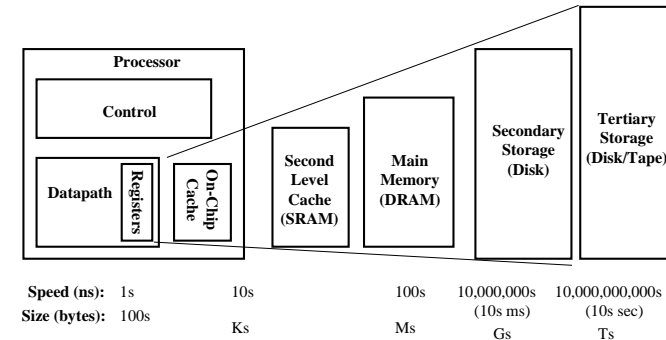 Processor
Control
Datapath
Registers
On-Chip
Cache
Second
Level
Cache
(SRAM)
Main
Memory
(DRAM)
Secondary
Storage
(Disk)
Tertiary
Storage
(Disk/Tape)
Speed (ns): 1s 10s 100s 10,000,000s 10,000,000,000s
(10s ms) (10s sec)
Size (bytes): 100s Ks Ms Gs Ts